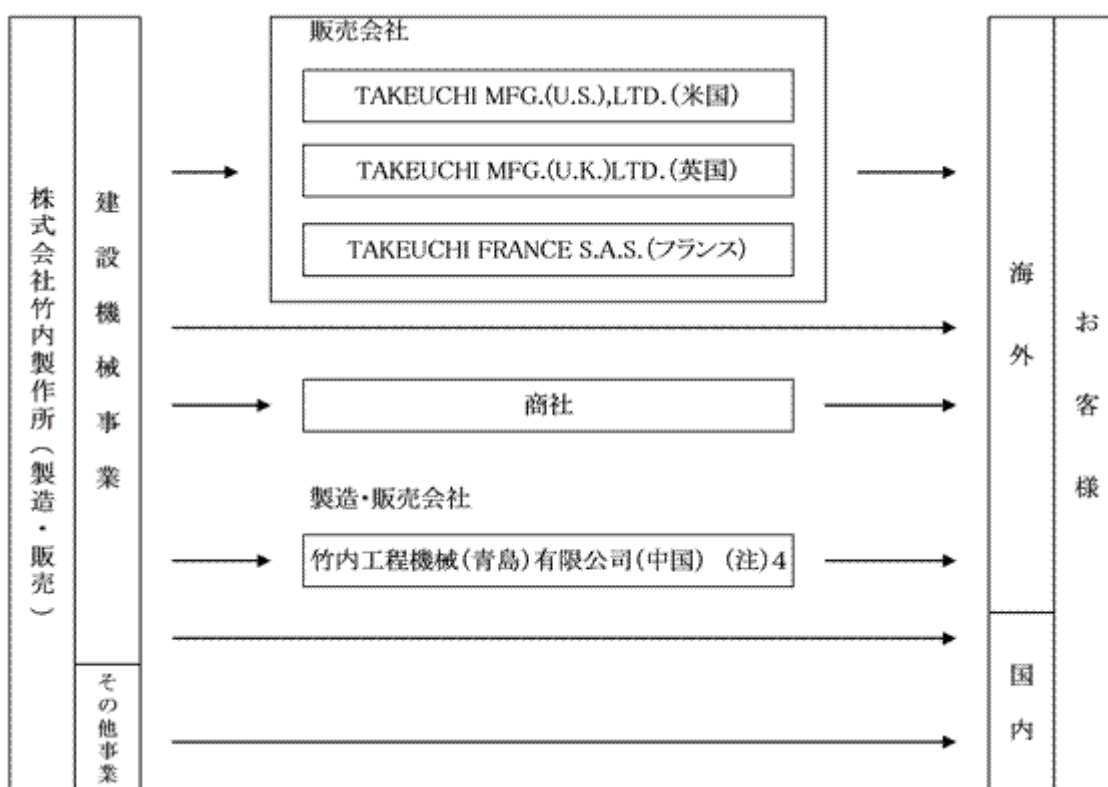 株式会社竹内製作所（製造・販売）
建設機械事業
その他事業
販売会社
TAKEUCHI MFG.(U.S.),LTD.(米国)
TAKEUCHI MFG.(U.K.)LTD.(英国)
TAKEUCHI FRANCE S.A.S.(フランス)
商社
製造・販売会社
竹内工程機械(青島)有限公司(中国) (注)4
海外
国内
お客様